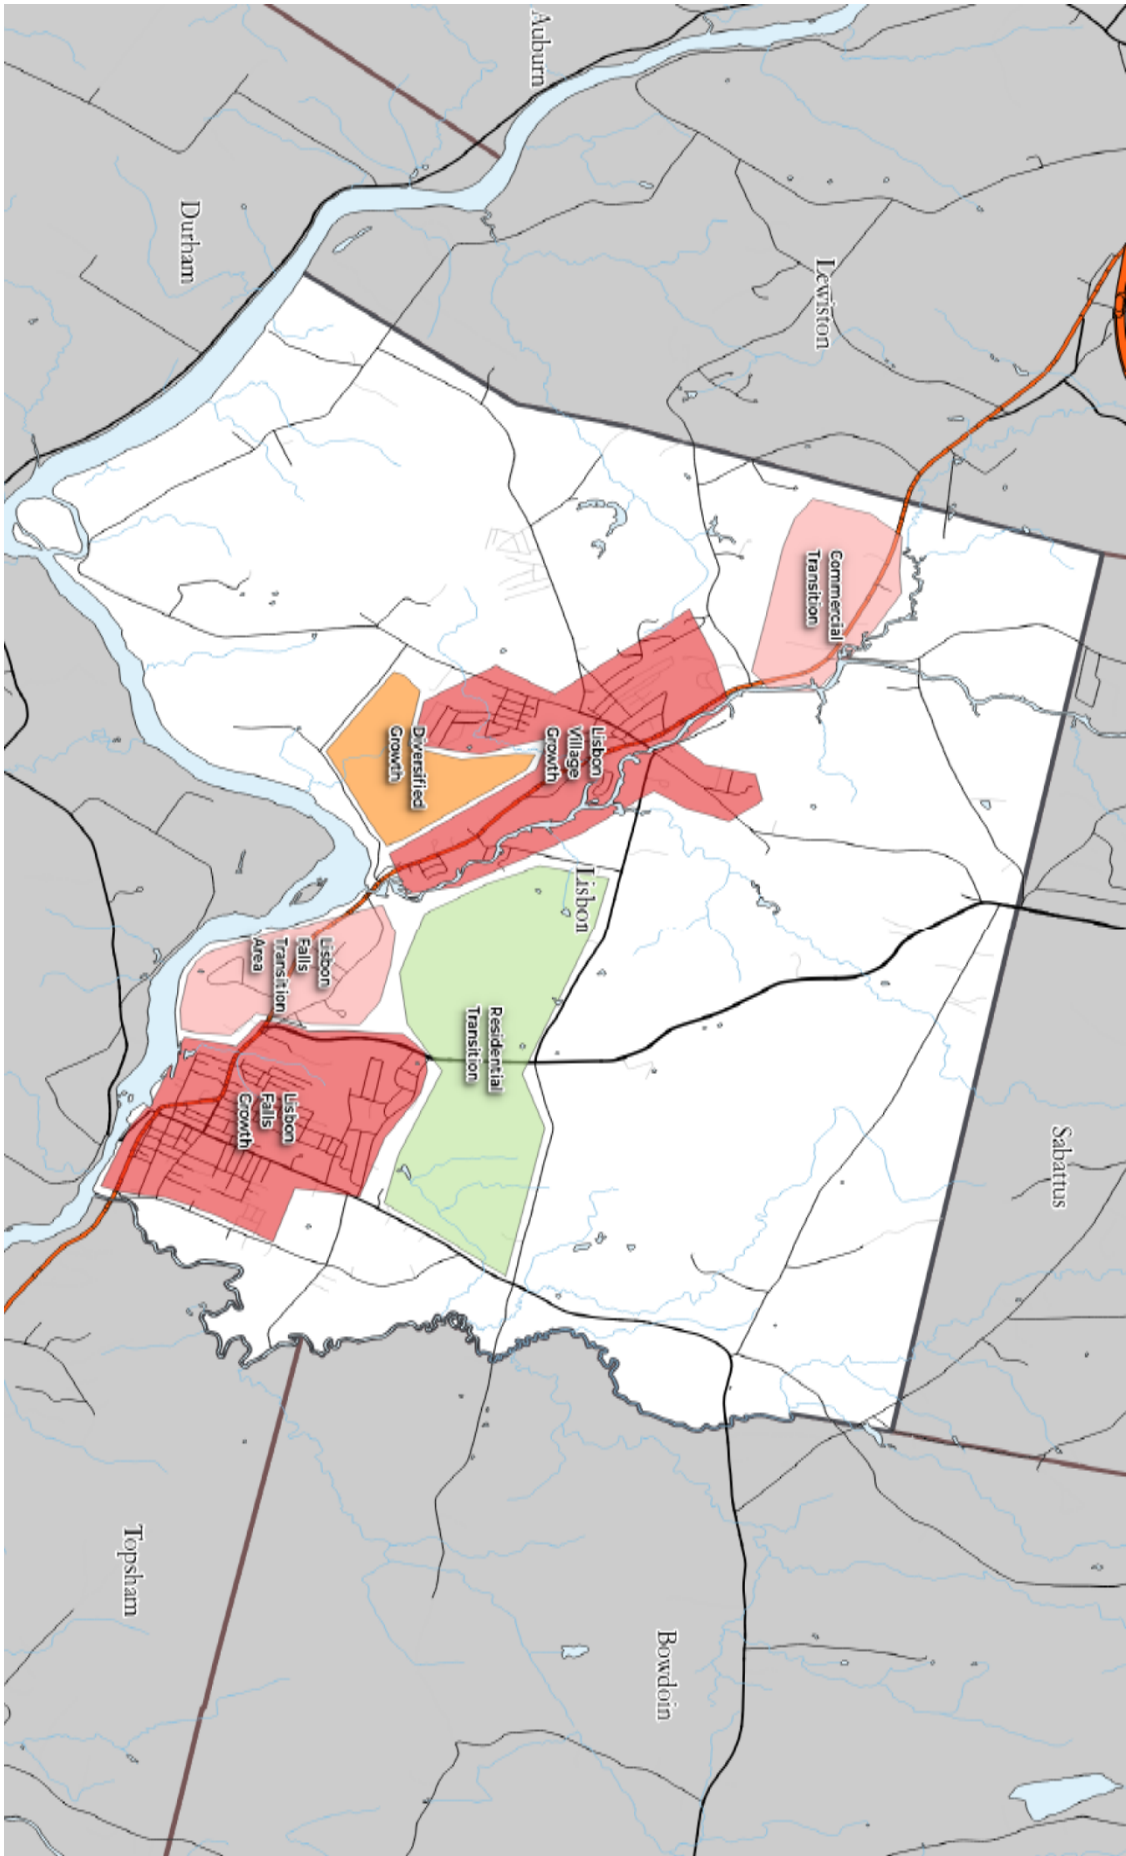 Auburn
Durham
Lewiston
Commercial
Transition
Lisbon
Village
Growth
Diversified
Growth
Lisbon
Residential
Transition
Lisbon
Falls
Transition
Area
Lisbon
Falls
Growth
Sabattus
Topsham
Bowdoin